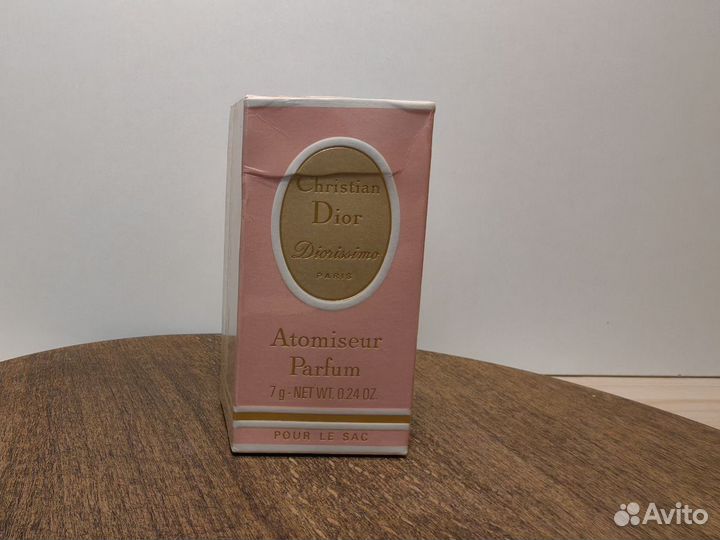 Christian
Dior
Diorissimo
PARIS
Atomiseur
Parfum
7 g - NET WT. 0.24 OZ.
POUR LE SAC
Avito